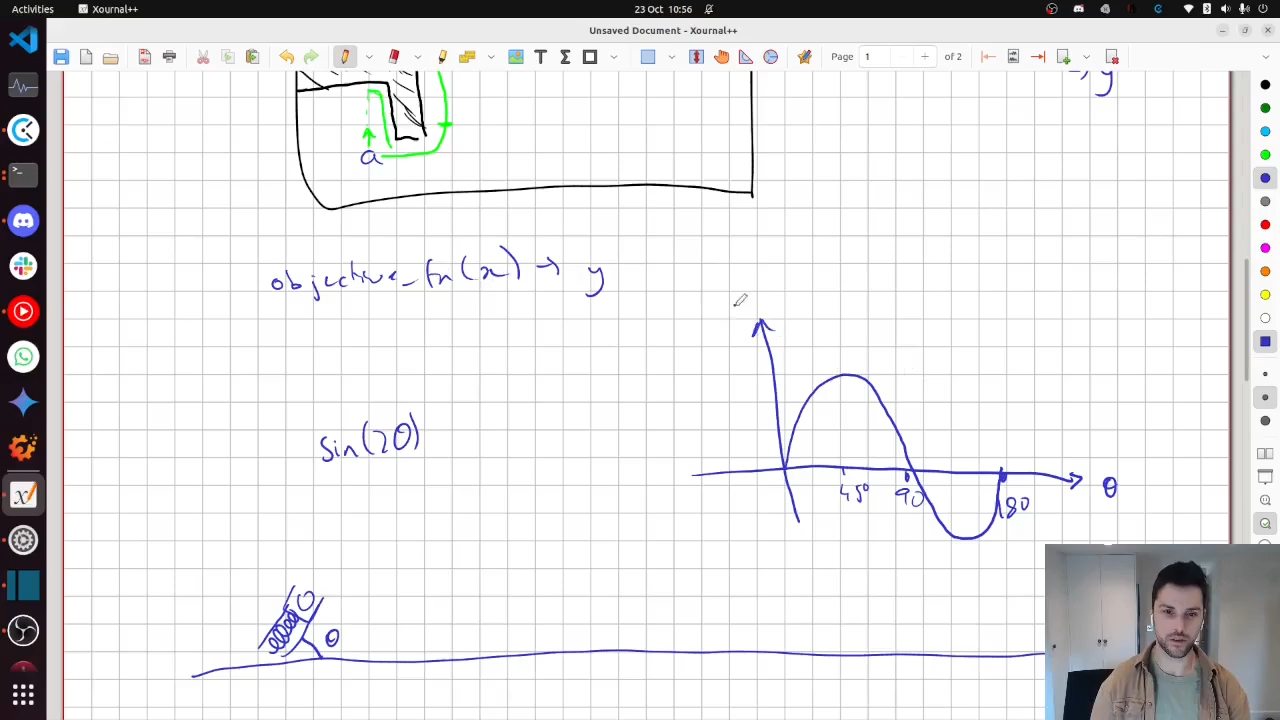 Activities
Xournal++
23 Oct 10:56
Unsaved Document - Xournal++
Page
1
of 2
→ y
a
objective_fn(x) → y
sin(2θ)
45°
90
180
θ
θ